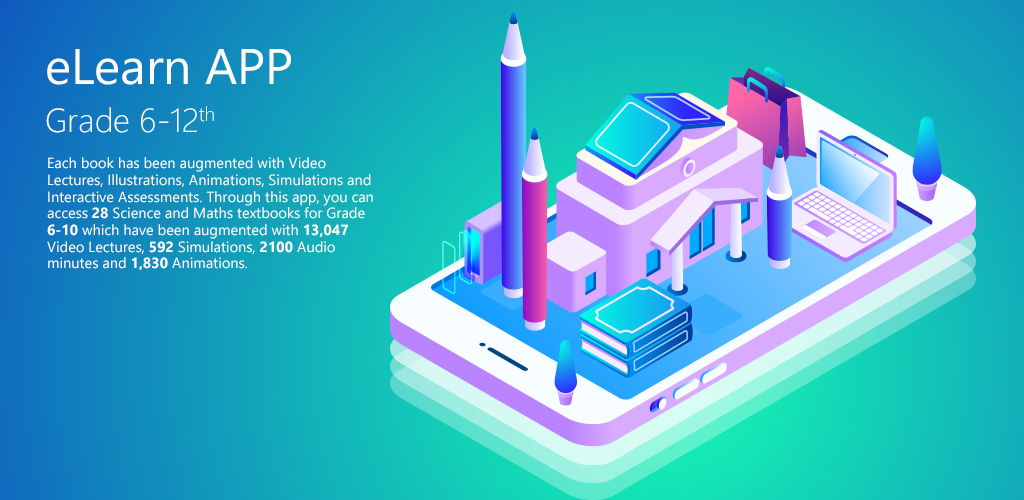 eLearn APP
Grade 6-12th
Each book has been augmented with Video
Lectures, Illustrations, Animations, Simulations and
Interactive Assessments. Through this app, you can
access 28 Science and Maths textbooks for Grade
6-10 which have been augmented with 13,047
Video Lectures, 592 Simulations, 2100 Audio
minutes and 1,830 Animations.